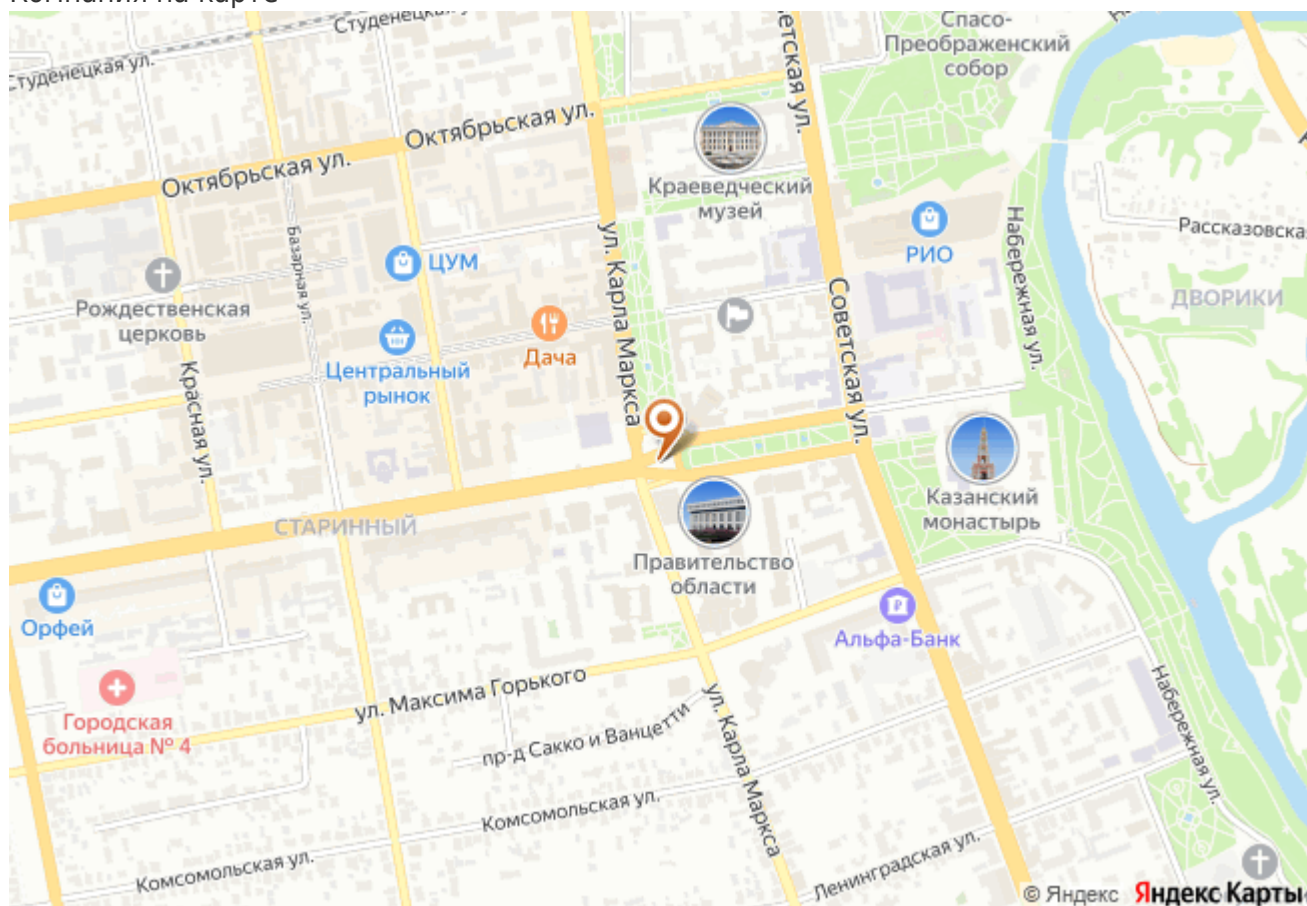 Компания на карте
Студенецкая ул.
Студенецкая ул.
Спасо-
Преображенский
собор
Октябрьская ул.
Октябрьская ул.
Краеведческий
музей
ул. Карла Маркса
Советская ул.
РИО
Набережная ул.
ДВОРИКИ
Базарная ул.
ЦУМ
Рождественская
церковь
Дача
Центральный
рынок
Красная ул.
Казанский
монастырь
СТАРИННЫЙ
Правительство
области
Орфей
Альфа-Банк
ул. Максима Горького
Городская
больница № 4
пр-д Сакко и Ванцетти
ул. Карла Маркса
Набережная ул.
Комсомольская ул.
Комсомольская ул.
Ленинградская ул.
© Яндекс Яндекс Карты